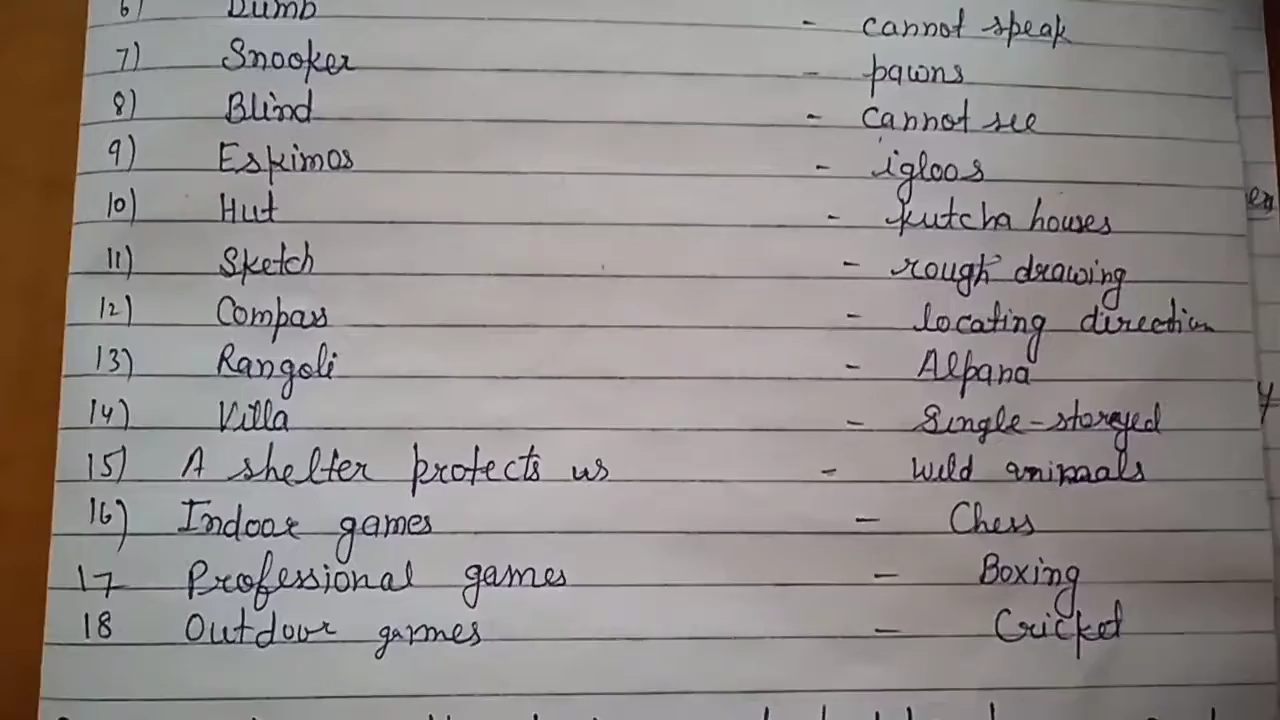 6) Dumb - cannot speak
7) Snooker - pawns
8) Blind - cannot see
9) Eskimos - igloos
10) Hut - kutcha houses
11) Sketch - rough drawing
12) Compass - locating direction
13) Rangoli - Alpana
14) Villa - Single-storeyed
15) A shelter protects us - wild animals
16) Indoor games - Chess
17 Professional games - Boxing
18 Outdoor games - Cricket